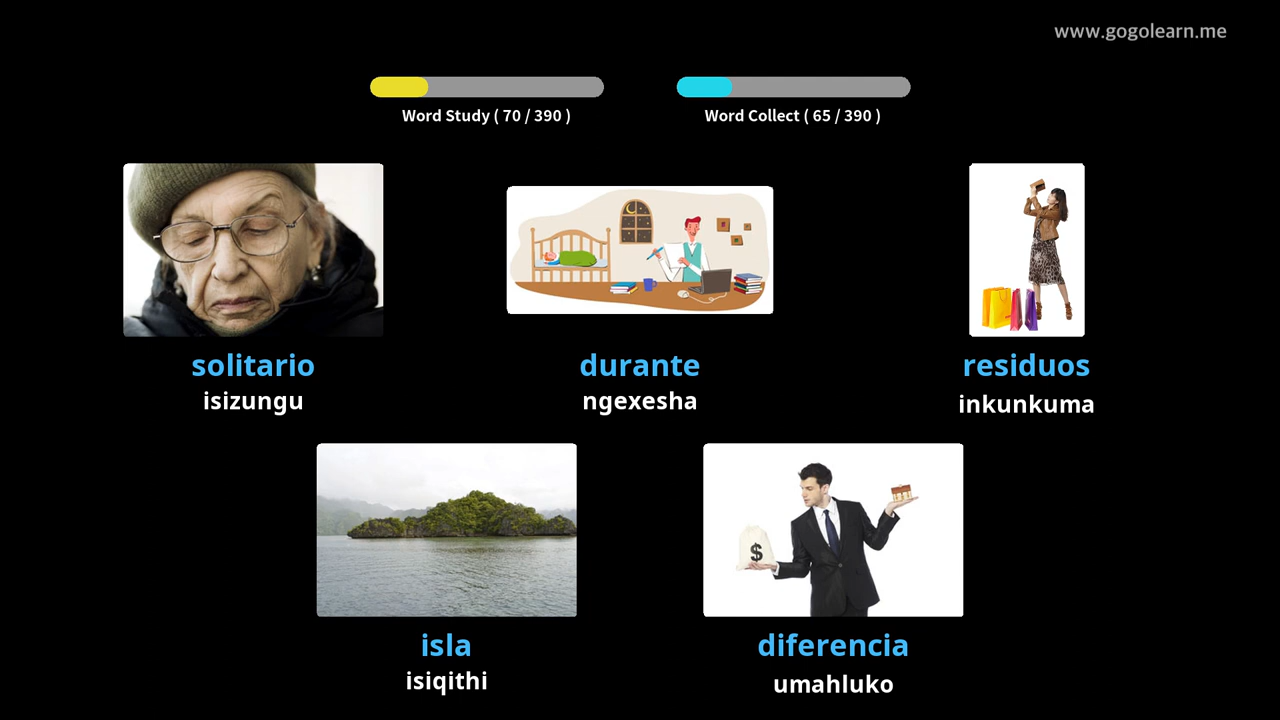 www.gogolearn.me
Word Study ( 70 / 390 )
Word Collect ( 65 / 390 )
solitario
isizungu
durante
ngexesha
residuos
inkunkuma
$
isla
isiqithi
diferencia
umahluko